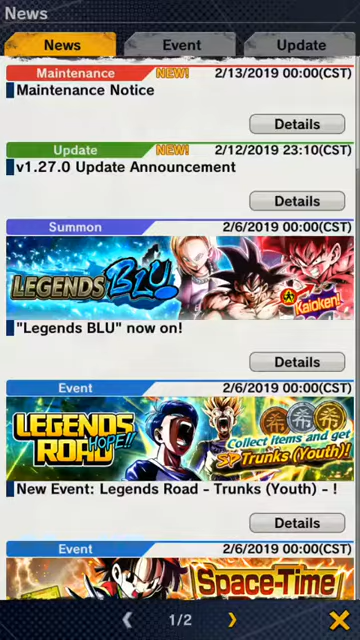 News
News
Event
Update
Maintenance
NEW!
2/13/2019 00:00(CST)
Maintenance Notice
Details
Update
NEW!
2/12/2019 23:10(CST)
v1.27.0 Update Announcement
Details
Summon
2/6/2019 00:00(CST)
LEGENDS BLU
Kaioken!
"Legends BLU" now on!
Details
Event
2/6/2019 00:00(CST)
LEGENDS
ROAD HOPE!!
希
希
希
Collect items and get
SP Trunks (Youth)!
New Event: Legends Road - Trunks (Youth) - !
Details
Event
2/6/2019 00:00(CST)
Space-Time
1/2